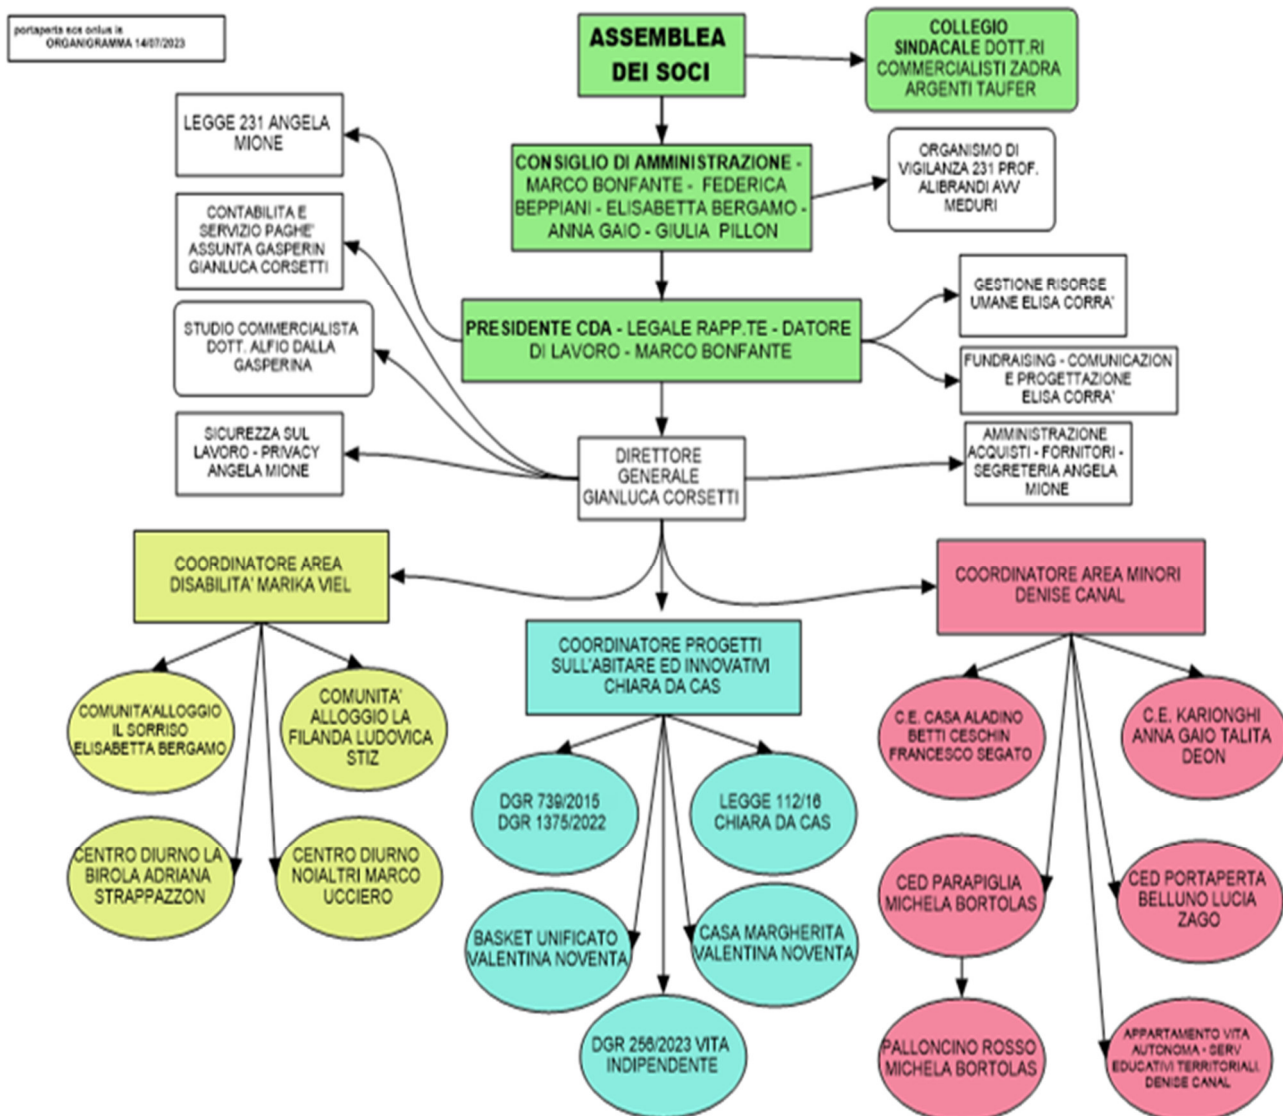 portaperta scs onlus is
ORGANIGRAMMA 14/07/2023
ASSEMBLEA
DEI SOCI
COLLEGIO
SINDACALE DOTT.RI
COMMERCIALISTI ZADRA
ARGENTI TAUFER
LEGGE 231 ANGELA
MIONE
CONSIGLIO DI AMMINISTRAZIONE -
MARCO BONFANTE - FEDERICA
BEPPIANI - ELISABETTA BERGAMO -
ANNA GAIO - GIULIA PILLON
ORGANISMO DI
VIGILANZA 231 PROF.
ALIBRANDI AVV
MEDURI
CONTABILITA E
SERVIZIO PAGHE'
ASSUNTA GASPERIN
GIANLUCA CORSETTI
GESTIONE RISORSE
UMANE ELISA CORRA'
STUDIO COMMERCIALISTA
DOTT. ALFIO DALLA
GASPERINA
PRESIDENTE CDA - LEGALE RAPP.TE - DATORE
DI LAVORO - MARCO BONFANTE
FUNDRAISING - COMUNICAZION
E PROGETTAZIONE
ELISA CORRA'
SICUREZZA SUL
LAVORO - PRIVACY
ANGELA MIONE
DIRETTORE
GENERALE
GIANLUCA CORSETTI
AMMINISTRAZIONE
ACQUISTI - FORNITORI -
SEGRETERIA ANGELA
MIONE
COORDINATORE AREA
DISABILITA' MARIKA VIEL
COORDINATORE PROGETTI
SULL'ABITARE ED INNOVATIVI
CHIARA DA CAS
COORDINATORE AREA MINORI
DENISE CANAL
COMUNITA'ALLOGGIO
IL SORRISO
ELISABETTA BERGAMO
COMUNITA'
ALLOGGIO LA
FILANDA LUDOVICA
STIZ
CENTRO DIURNO LA
BIROLA ADRIANA
STRAPPAZZON
CENTRO DIURNO
NOIALTRI MARCO
UCCIERO
DGR 739/2015
DGR 1375/2022
LEGGE 112/16
CHIARA DA CAS
BASKET UNIFICATO
VALENTINA NOVENTA
CASA MARGHERITA
VALENTINA NOVENTA
DGR 256/2023 VITA
INDIPENDENTE
C.E. CASA ALADINO
BETTI CESCHIN
FRANCESCO SEGATO
C.E. KARIONGHI
ANNA GAIO TALITA
DEON
CED PARAPIGLIA
MICHELA BORTOLAS
CED PORTAPERTA
BELLUNO LUCIA
ZAGO
PALLONCINO ROSSO
MICHELA BORTOLAS
APPARTAMENTO VITA
AUTONOMA - SERV
EDUCATIVI TERRITORIALI.
DENISE CANAL